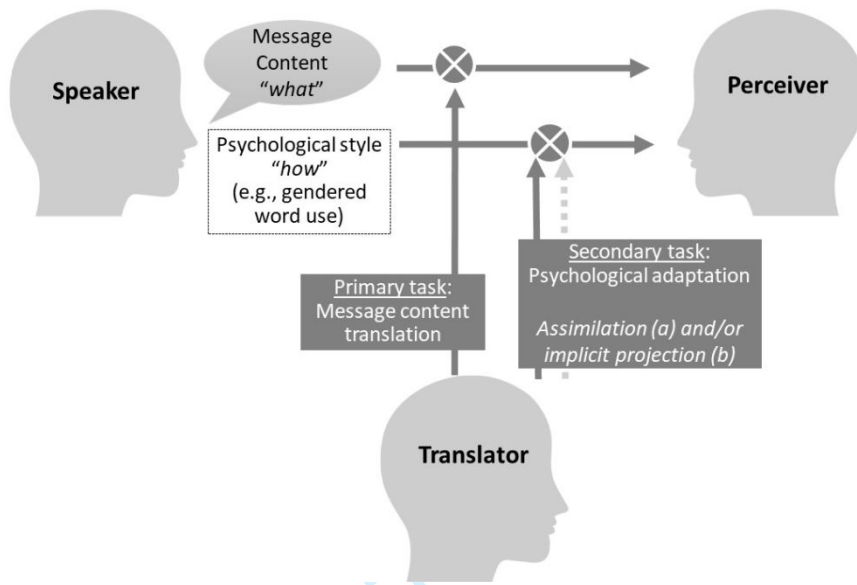 Message
Content
“what”
Speaker
Perceiver
Psychological style
“how”
(e.g., gendered
word use)
Primary task:
Message content
translation
Secondary task:
Psychological adaptation
Assimilation (a) and/or
implicit projection (b)
Translator